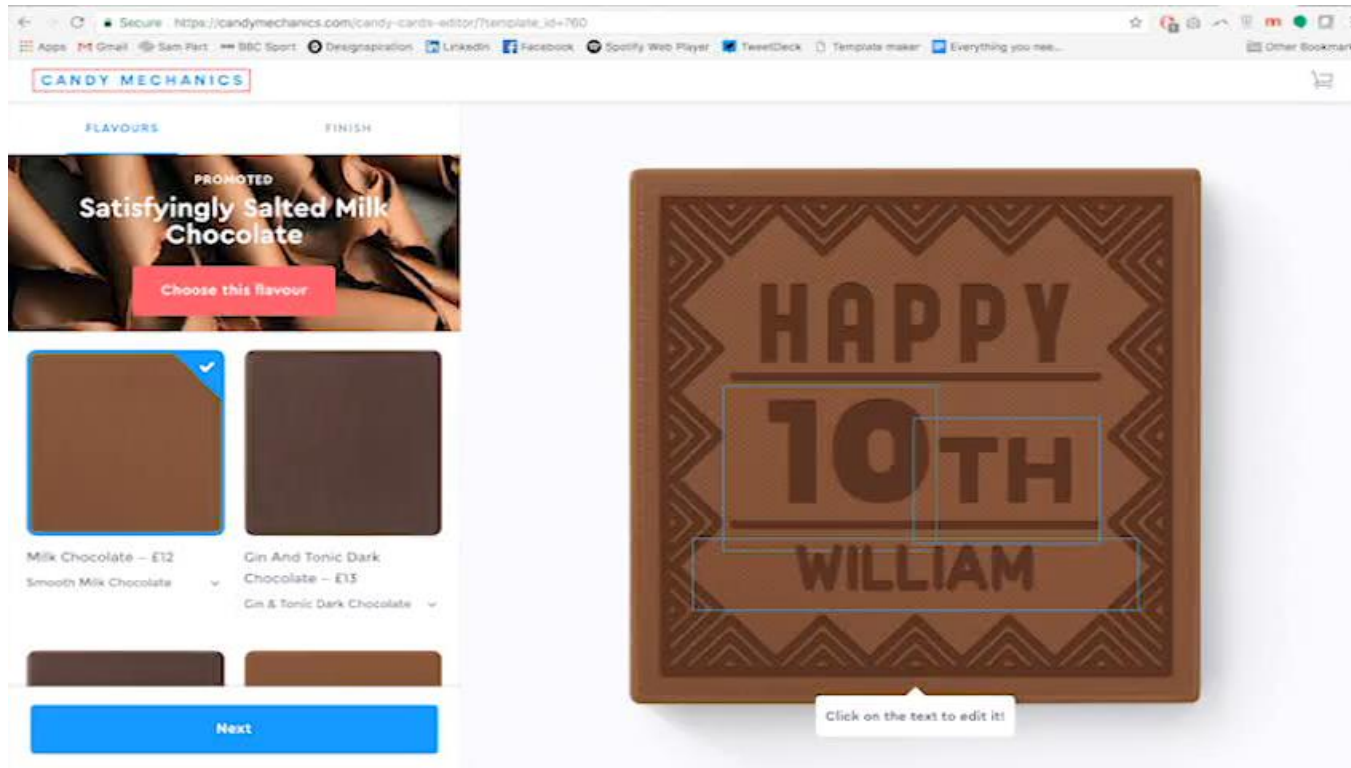 Secure https://candymechanics.com/candy-cards-editor/?template_id=760
Apps Gmail Sam Part BBC Sport Designspiration LinkedIn Facebook Spotify Web Player TweetDeck Template maker Everything you nee... Other Bookmark
CANDY MECHANICS
FLAVOURS FINISH
PROMOTED
Satisfyingly Salted Milk
Chocolate
Choose this flavour
HAPPY
10TH
WILLIAM
Milk Chocolate – £12
Smooth Milk Chocolate
Gin And Tonic Dark
Chocolate – £13
Gin & Tonic Dark Chocolate
Next
Click on the text to edit it!